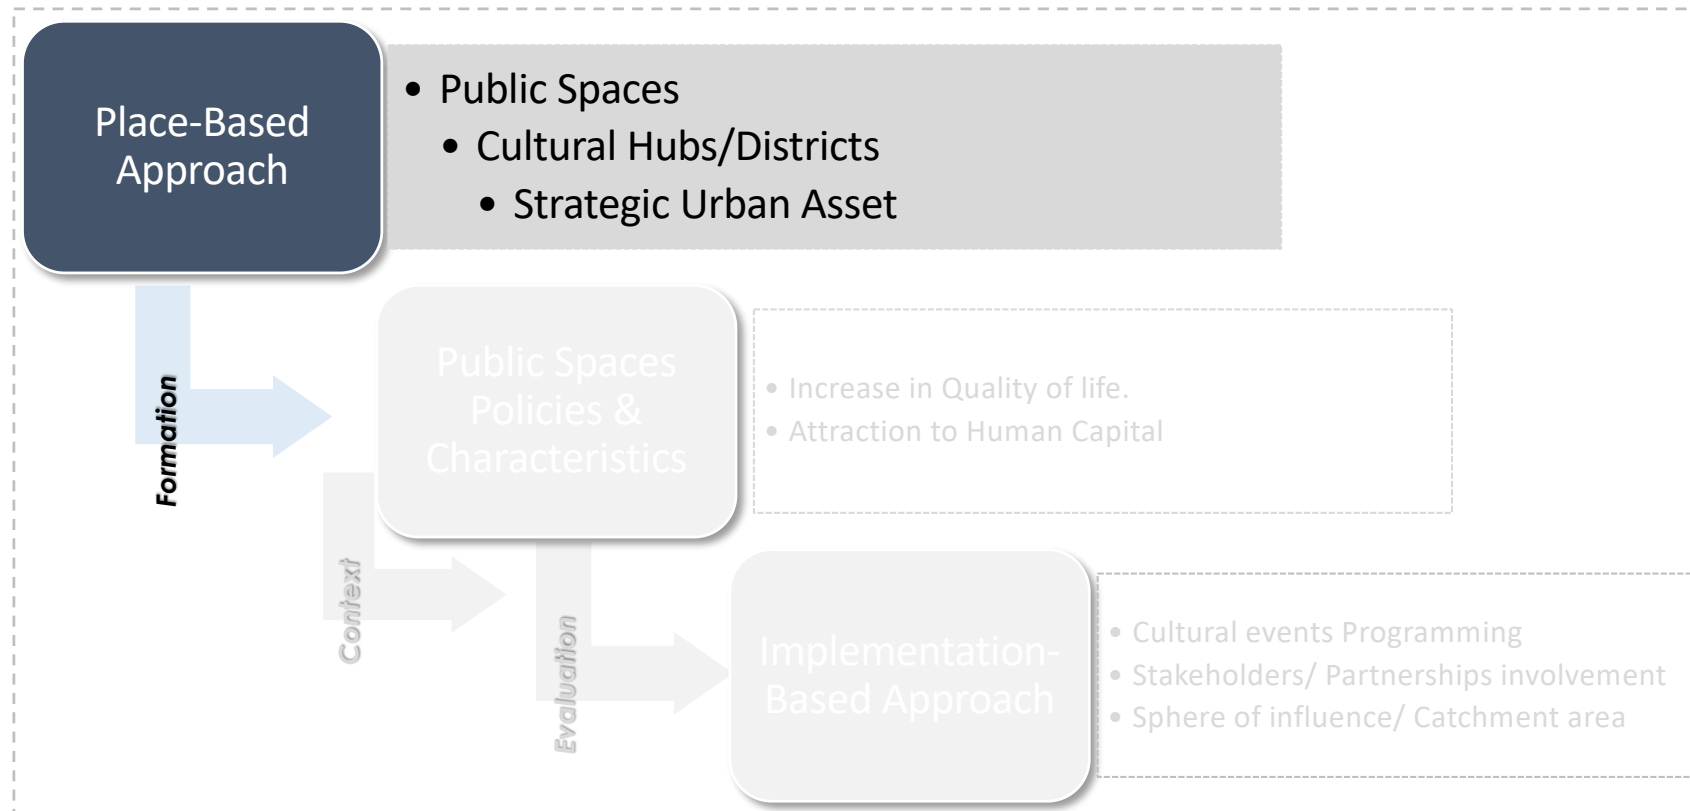 Place-Based
Approach
• Public Spaces
• Cultural Hubs/Districts
• Strategic Urban Asset
Formation
Public Spaces
Policies &
Characteristics
• Increase in Quality of life.
• Attraction to Human Capital
Context
Evaluation
Implementation-
Based Approach
• Cultural events Programming
• Stakeholders/ Partnerships involvement
• Sphere of influence/ Catchment area